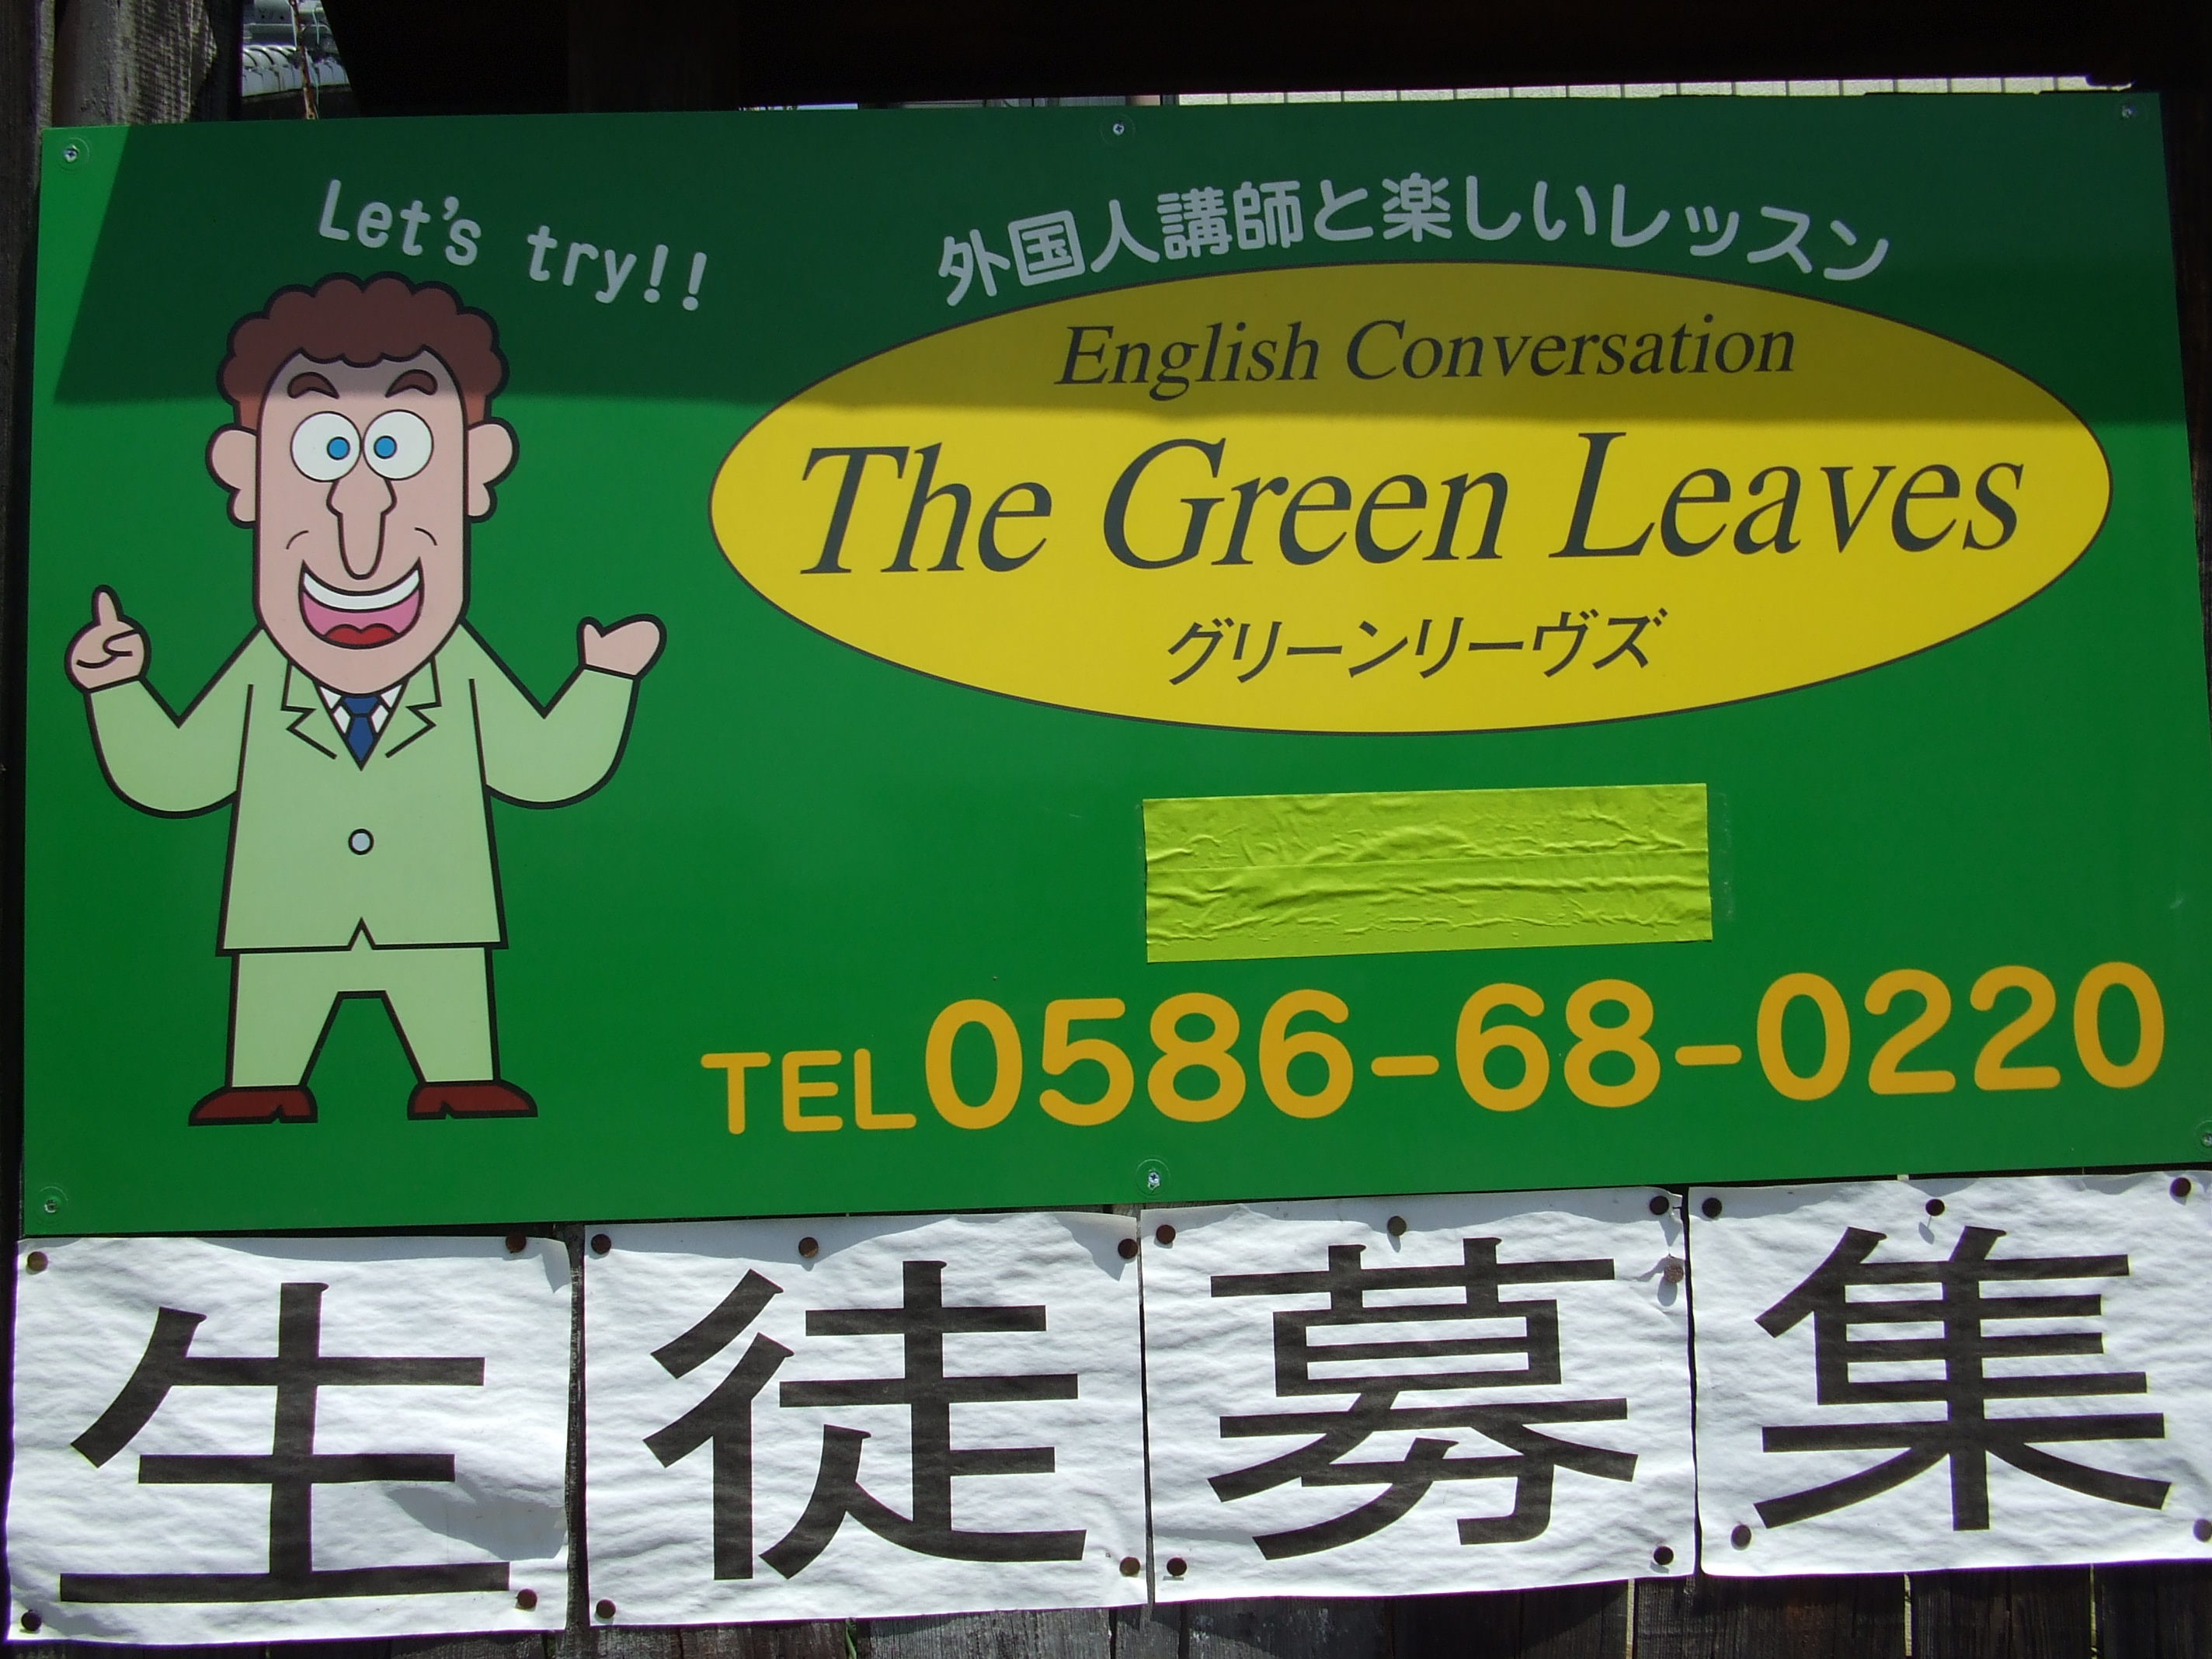 Let's try!!
外国人講師と楽しいレッスン
English Conversation
The Green Leaves
グリーンリーヴズ
TEL0586-68-0220
生徒募集